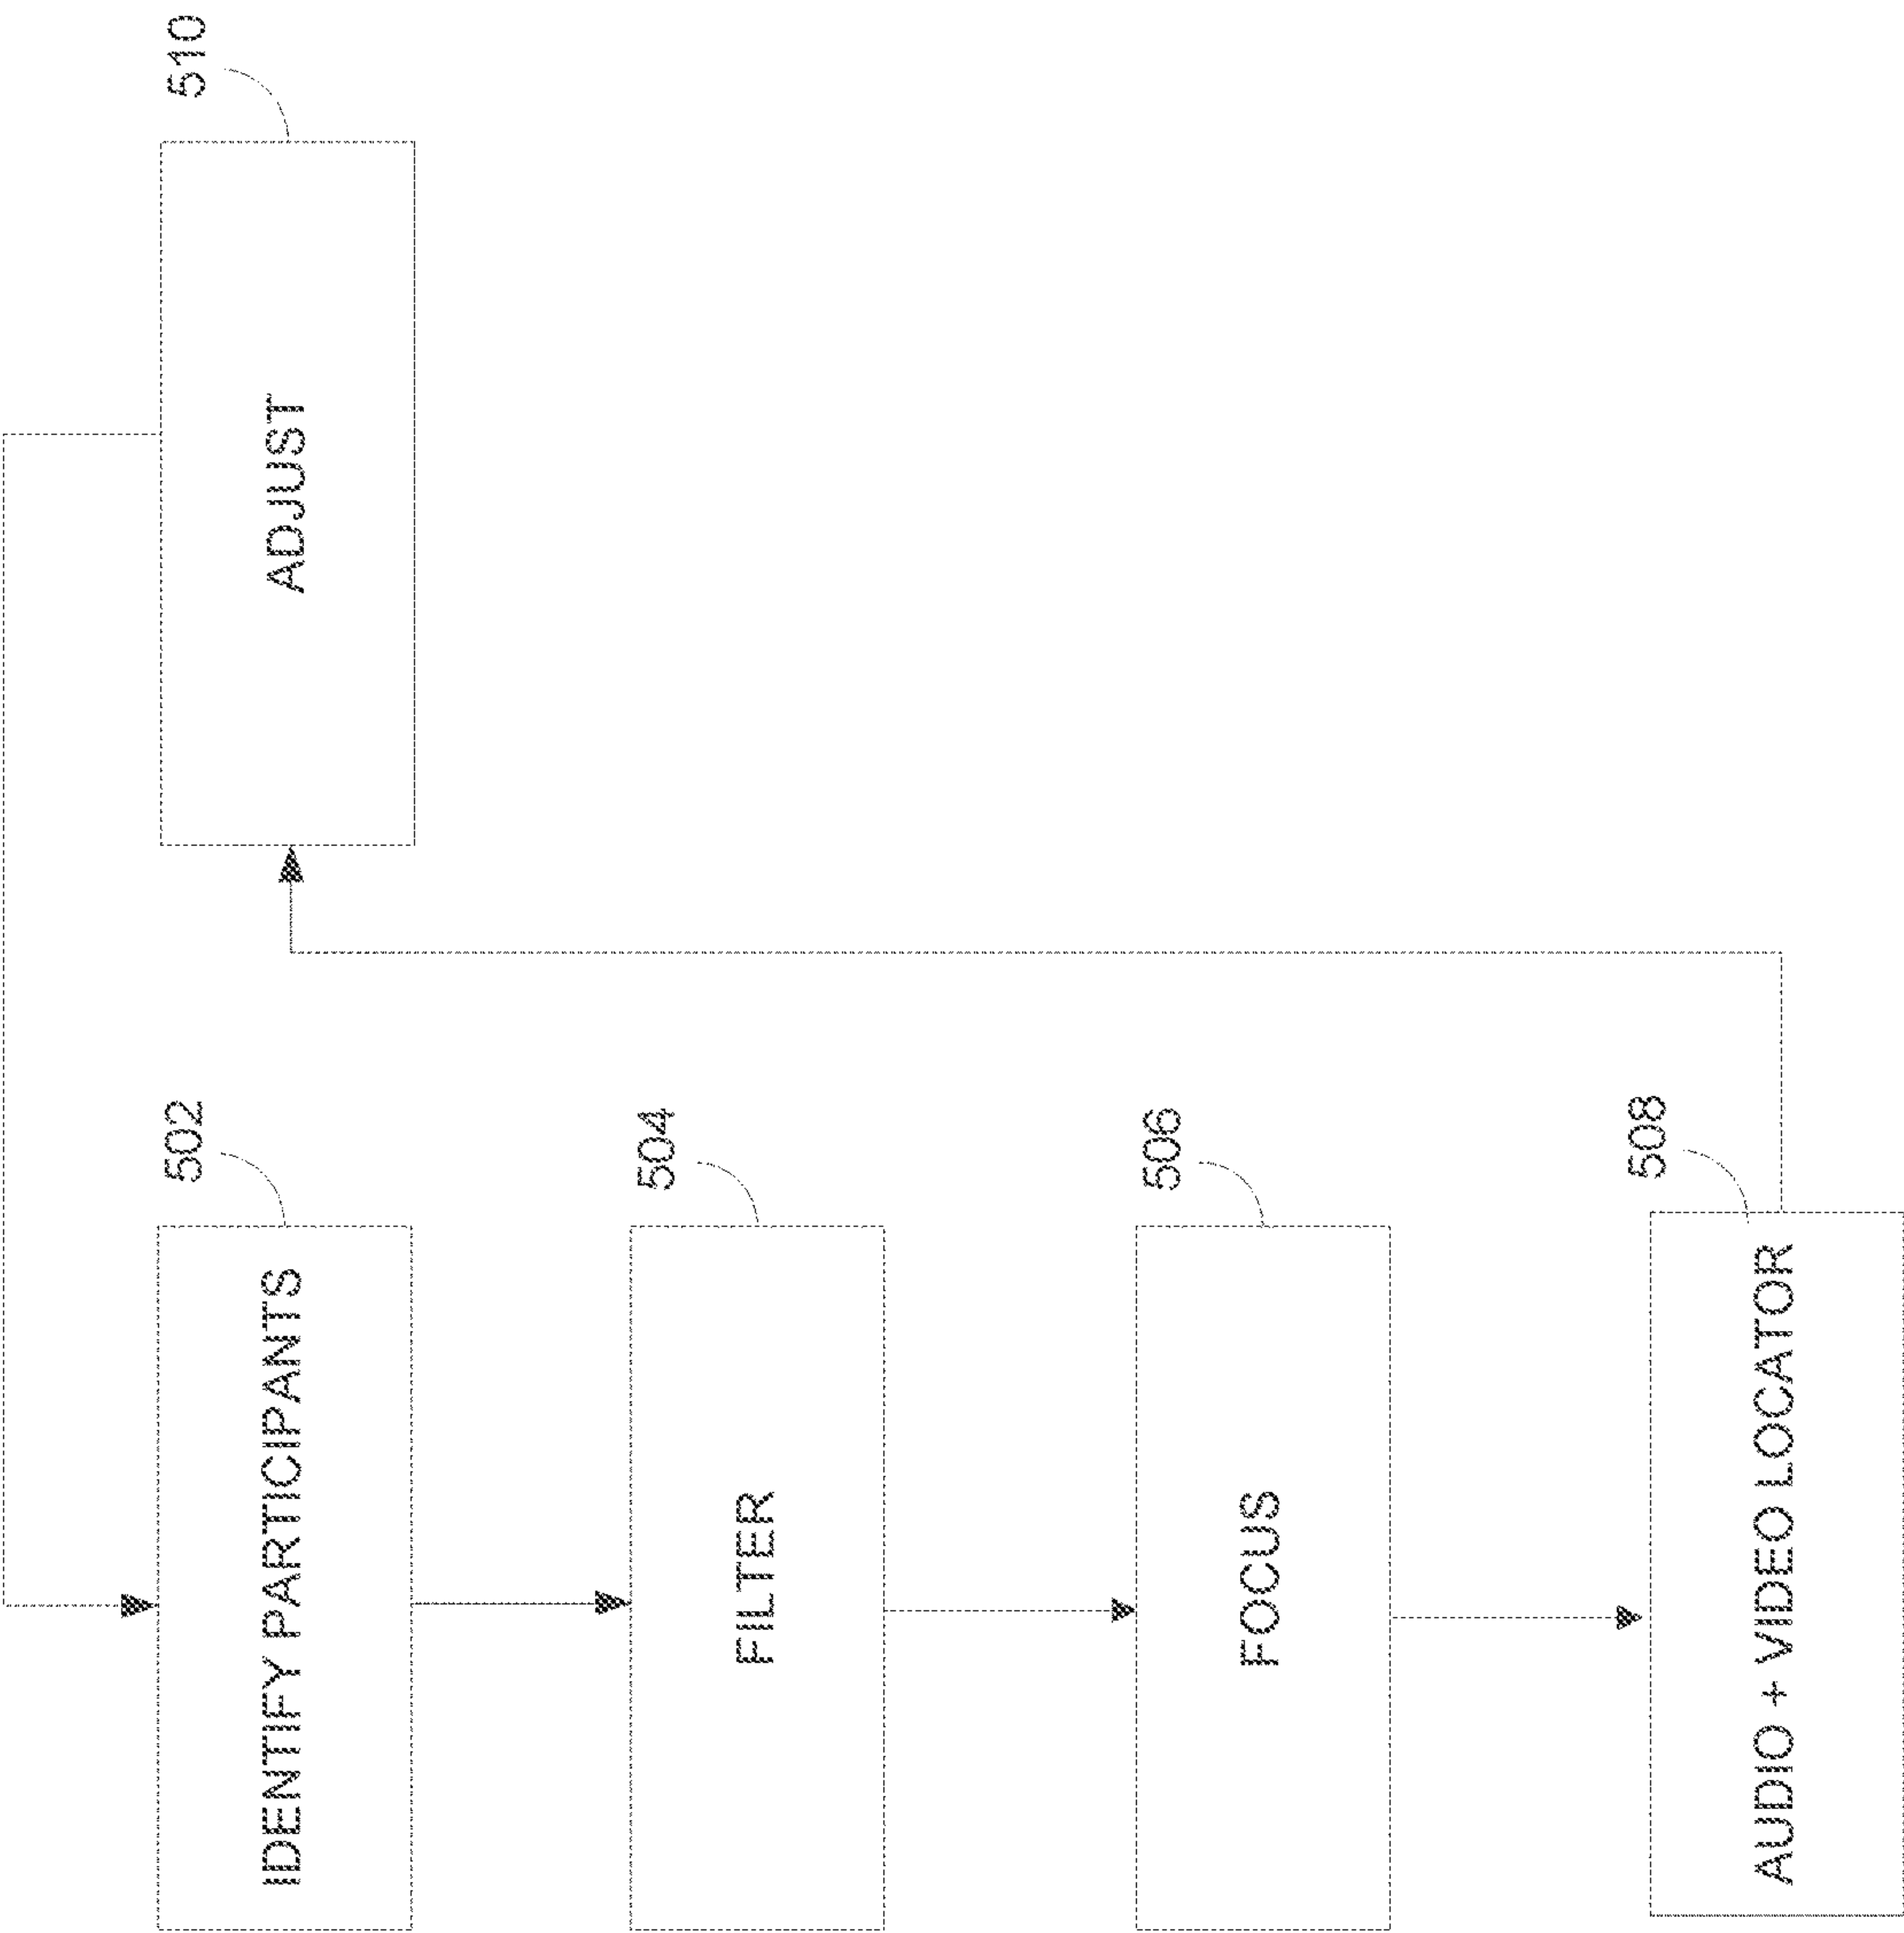 IDENTIFY PARTICIPANTS
502
FILTER
504
FOCUS
506
AUDIO + VIDEO LOCATOR
508
ADJUST
510